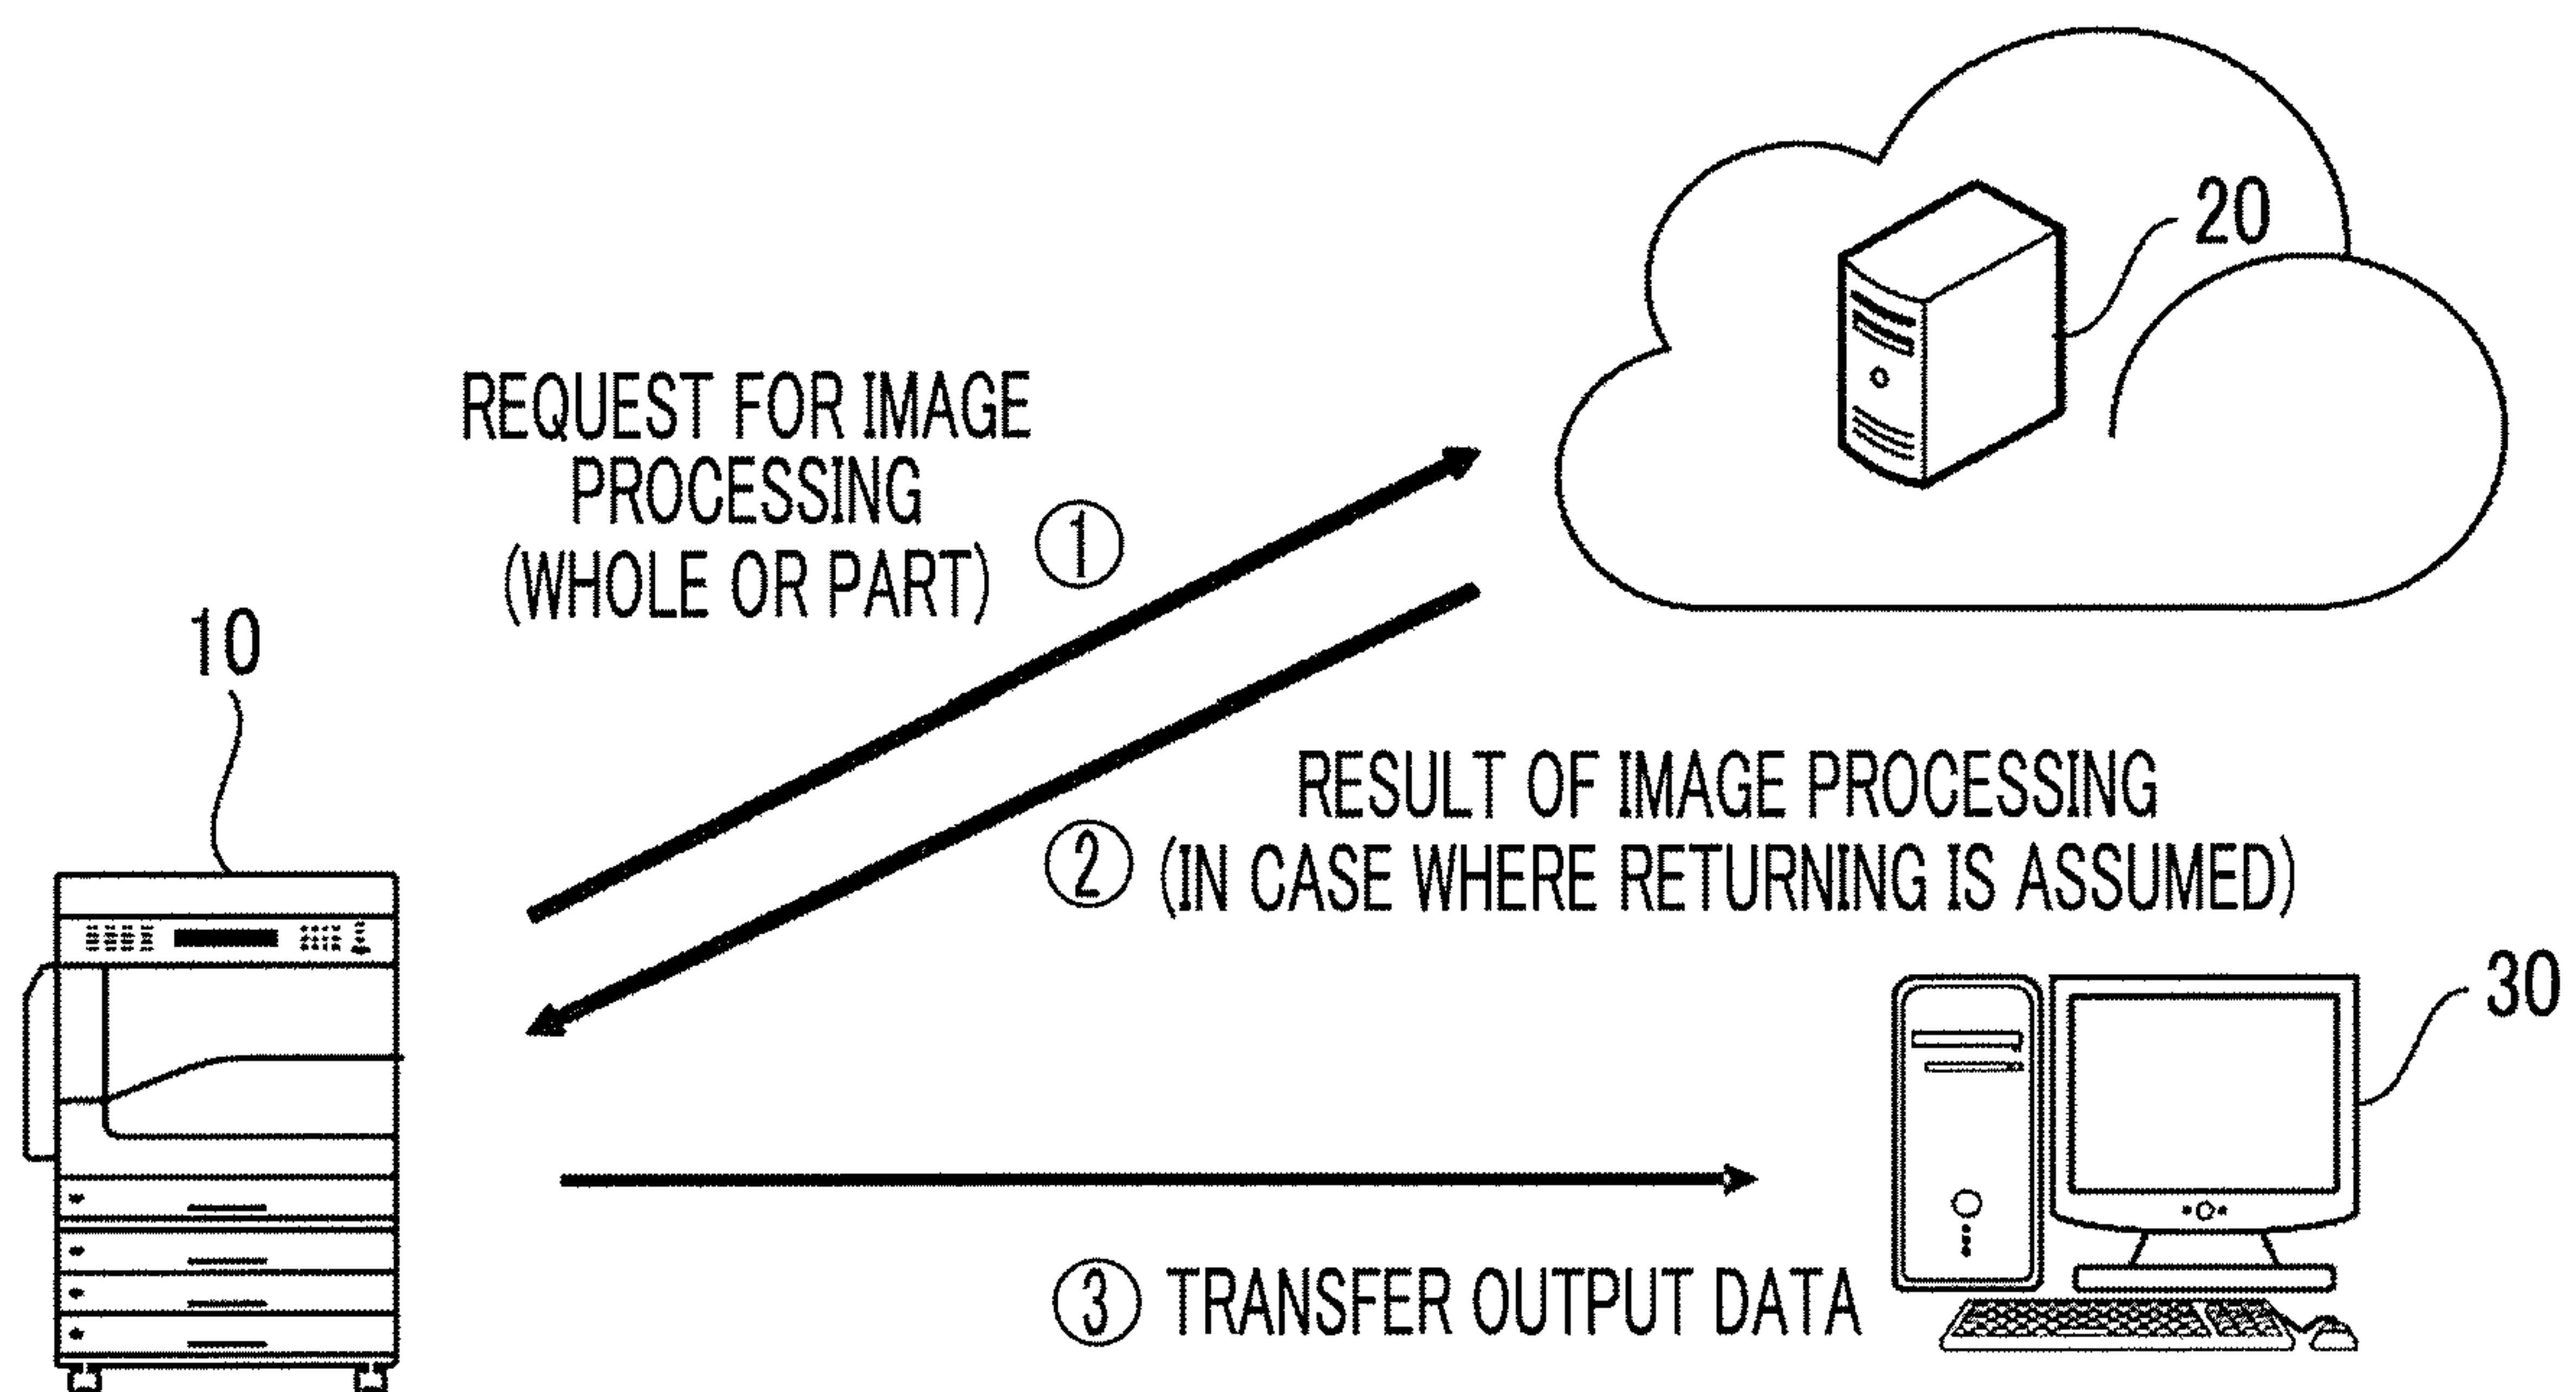 20
REQUEST FOR IMAGE
PROCESSING
(WHOLE OR PART)
①
10
RESULT OF IMAGE PROCESSING
② (IN CASE WHERE RETURNING IS ASSUMED)
30
③ TRANSFER OUTPUT DATA